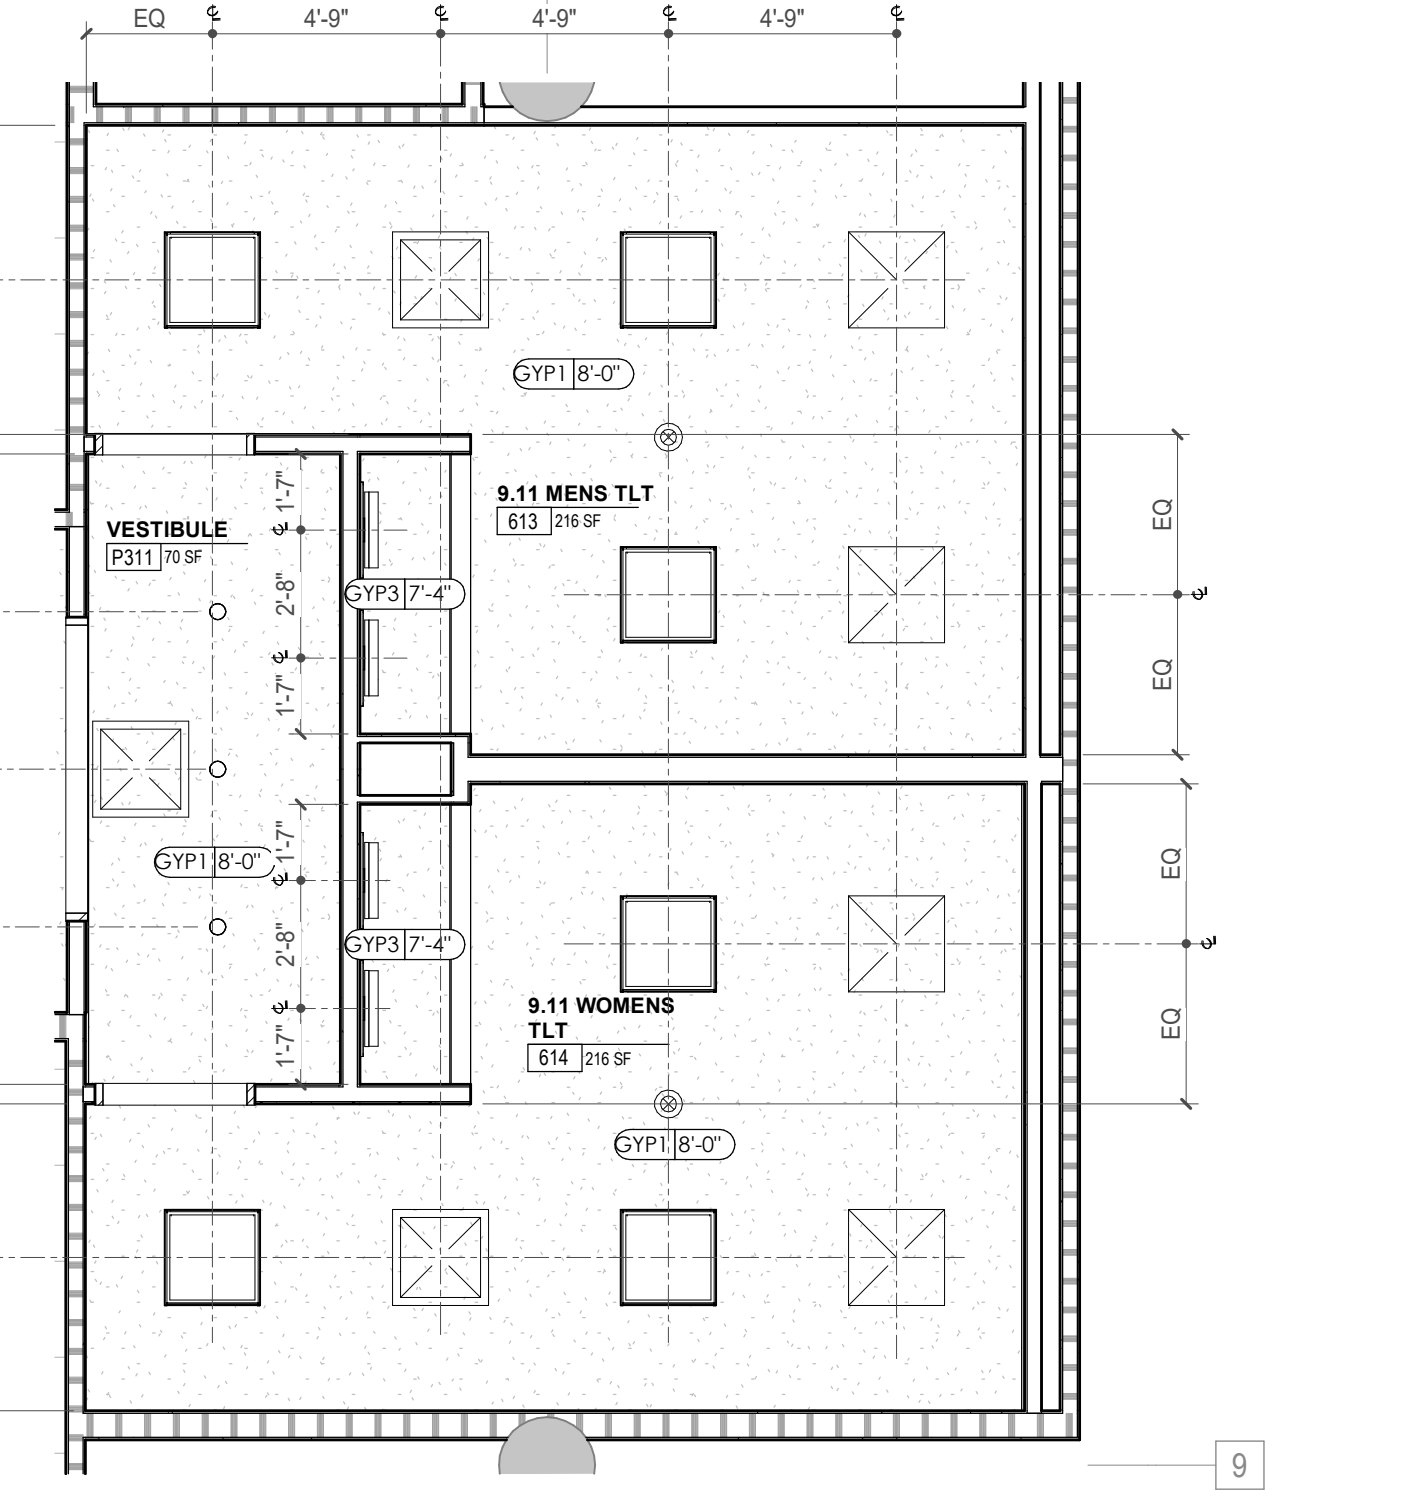 EQ
4'-9"
4'-9"
4'-9"
GYP1 8'-0"
9.11 MENS TLT
613 216 SF
VESTIBULE
P311 70 SF
1'-7"
2'-8"
1'-7"
GYP3 7'-4"
EQ
EQ
GYP1 8'-0"
1'-7"
2'-8"
1'-7"
GYP3 7'-4"
9.11 WOMENS
TLT
614 216 SF
GYP1 8'-0"
EQ
EQ
9